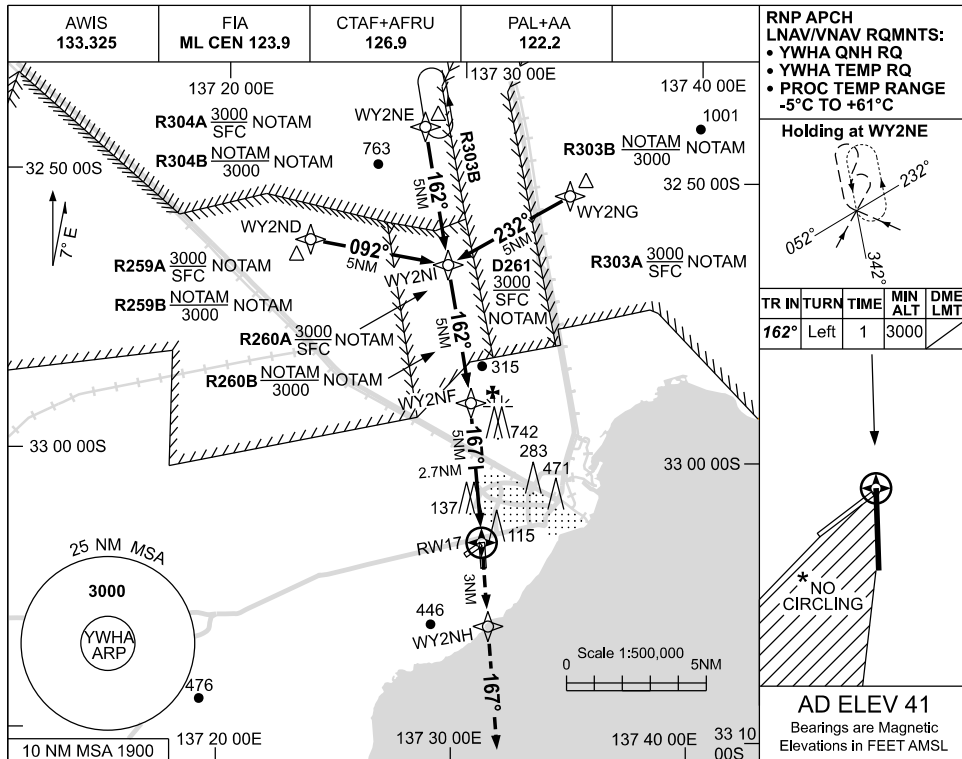 AWIS
133.325
FIA
ML CEN 123.9
CTAF+AFRU
126.9
PAL+AA
122.2
RNP APCH
LNAV/VNAV RQMNTS:
• YWHA QNH RQ
• YWHA TEMP RQ
• PROC TEMP RANGE
-5°C TO +61°C
137 20 00E
137 30 00E
137 40 00E
R304A 3000
SFC NOTAM
R304B NOTAM
3000 NOTAM
WY2NE
763
R303B
R303B NOTAM
3000 NOTAM
1001
32 50 00S
32 50 00S
7° E
162°
5NM
WY2ND
092°
5NM
232°
5NM
WY2NG
WY2NI
R259A 3000
SFC NOTAM
R259B NOTAM
3000 NOTAM
D261
3000
SFC
NOTAM
R303A 3000
SFC NOTAM
R260A 3000
SFC NOTAM
R260B NOTAM
3000 NOTAM
162°
5NM
315
WY2NF
742
33 00 00S
33 00 00S
167°
5NM
2.7NM
283
471
137
115
RW17
3NM
446
WY2NH
167°
25 NM MSA
3000
YWHA
ARP
476
10 NM MSA 1900
Scale 1:500,000
0
5NM
137 20 00E
137 30 00E
137 40 00E
33 10
00S
Holding at WY2NE
232°
052°
342°
TR IN
TURN
TIME
MIN
ALT
DME
LMT
162°
Left
1
3000
*NO
CIRCLING
AD ELEV 41
Bearings are Magnetic
Elevations in FEET AMSL